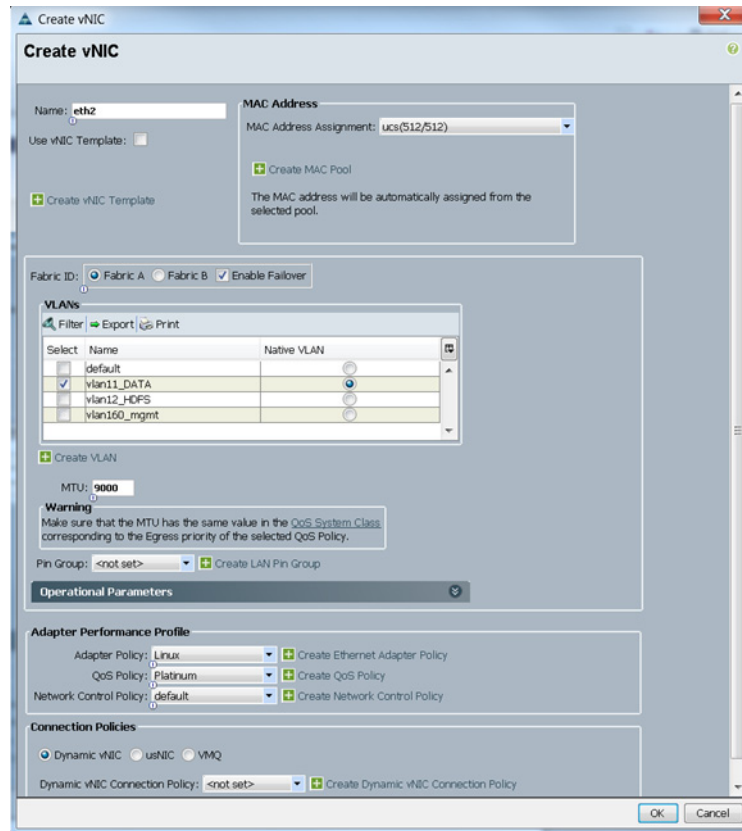 Create vNIC
Create vNIC
Name: eth2
Use vNIC Template:
Create vNIC Template
MAC Address
MAC Address Assignment: ucs(512/512)
Create MAC Pool
The MAC address will be automatically assigned from the
selected pool.
Fabric ID: Fabric A Fabric B Enable Failover
VLANs
Filter Export Print
Select Name Native VLAN
default
vlan11_DATA
vlan12_HDFS
vlan160_mgmt
Create VLAN
MTU: 9000
Warning
Make sure that the MTU has the same value in the QoS System Class
corresponding to the Egress priority of the selected QoS Policy.
Pin Group: <not set> Create LAN Pin Group
Operational Parameters
Adapter Performance Profile
Adapter Policy: Linux Create Ethernet Adapter Policy
QoS Policy: Platinum Create QoS Policy
Network Control Policy: default Create Network Control Policy
Connection Policies
Dynamic vNIC usNIC VMQ
Dynamic vNIC Connection Policy: <not set> Create Dynamic vNIC Connection Policy
OK Cancel